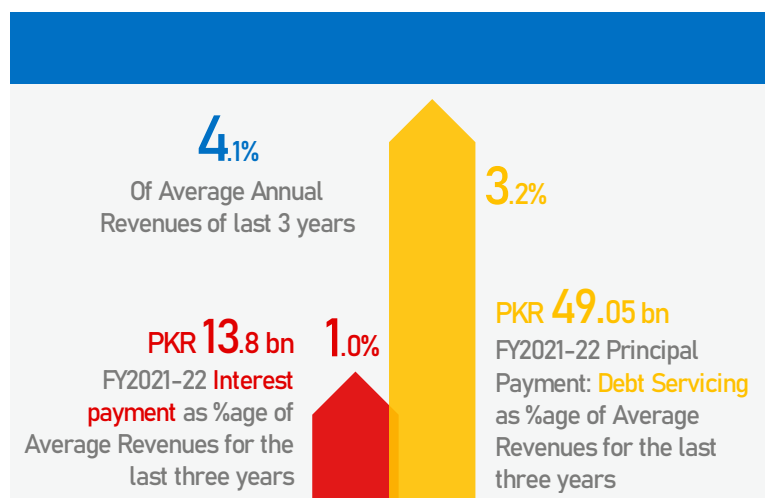 4.1%
Of Average Annual
Revenues of last 3 years
3.2%
PKR 13.8 bn
1.0%
FY2021-22 Interest
payment as %age of
Average Revenues for the
last three years
PKR 49.05 bn
FY2021-22 Principal
Payment: Debt Servicing
as %age of Average
Revenues for the last
three years